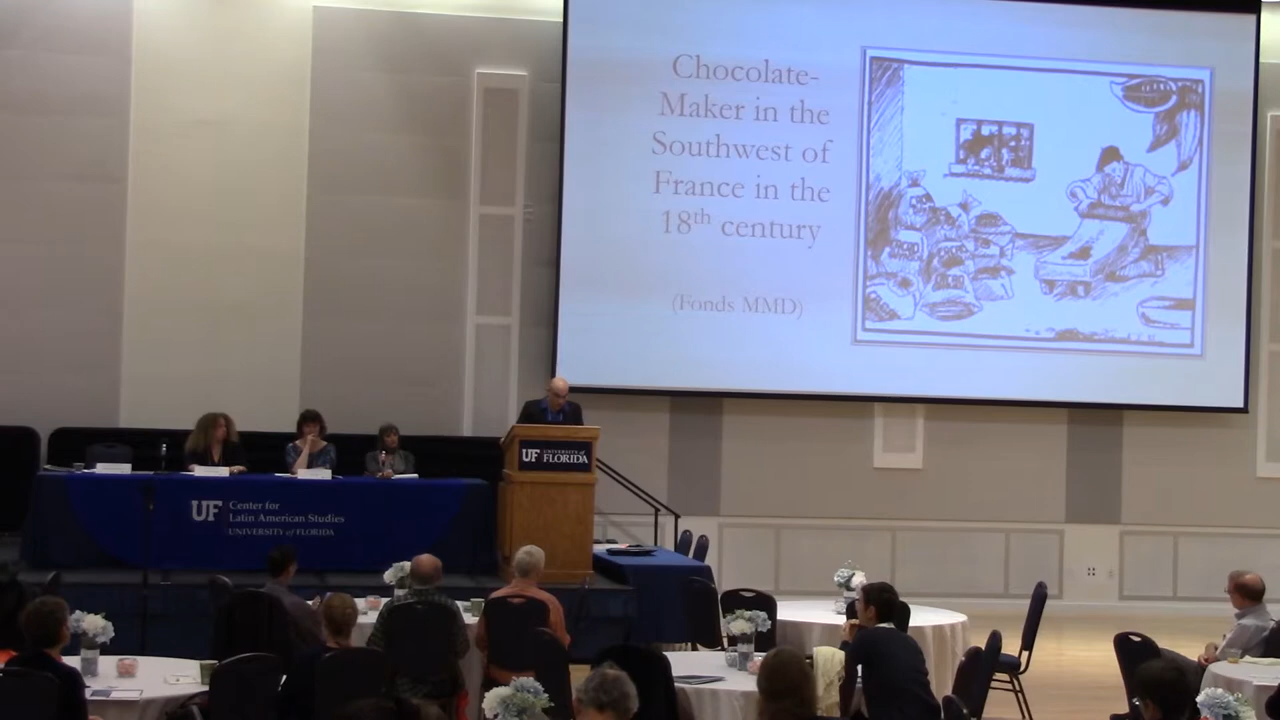 Chocolate-
Maker in the
Southwest of
France in the
18th century
(Fonds MMD)
CACAO
UF UNIVERSITY of
FLORIDA
UF Center for
Latin American Studies
UNIVERSITY of FLORIDA